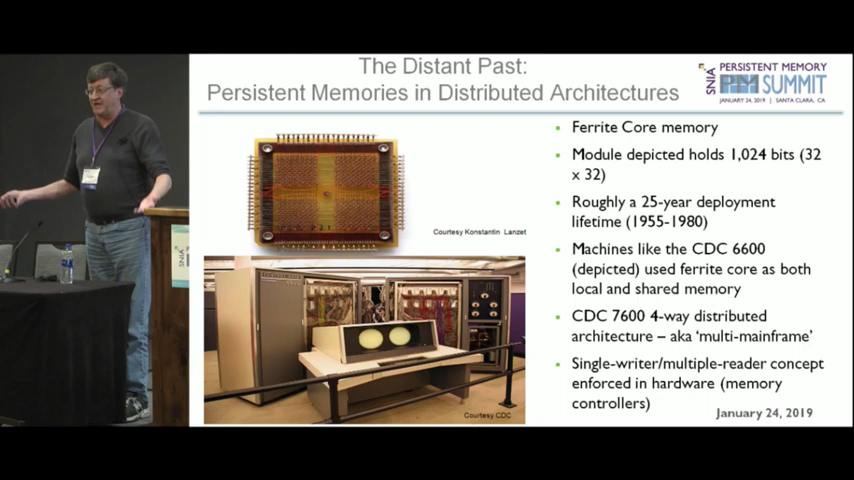 The Distant Past:
Persistent Memories in Distributed Architectures
SNIA
PERSISTENT MEMORY
PM SUMMIT
JANUARY 24, 2019 | SANTA CLARA, CA
Courtesy Konstantin Lanzet
Courtesy CDC
▪ Ferrite Core memory
▪ Module depicted holds 1,024 bits (32
x 32)
▪ Roughly a 25-year deployment
lifetime (1955-1980)
▪ Machines like the CDC 6600
(depicted) used ferrite core as both
local and shared memory
▪ CDC 7600 4-way distributed
architecture – aka ‘multi-mainframe’
▪ Single-writer/multiple-reader concept
enforced in hardware (memory
controllers)
January 24, 2019
SNIA